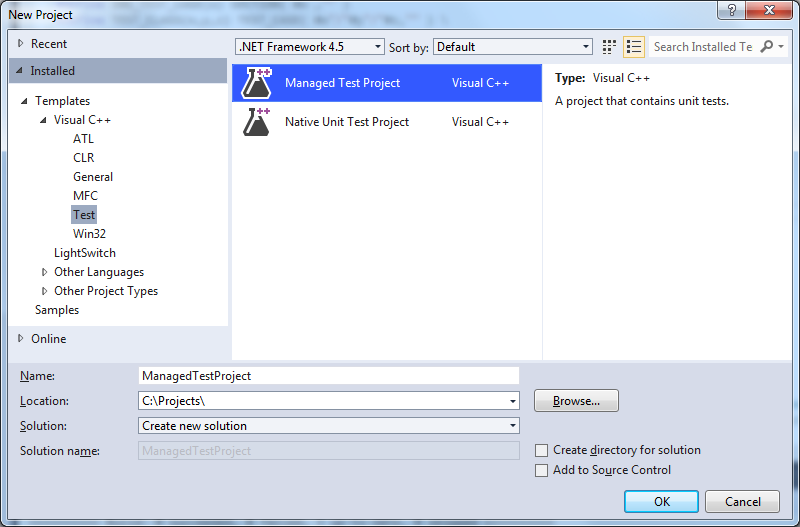 New Project
Recent
Installed
Templates
Visual C++
ATL
CLR
General
MFC
Test
Win32
LightSwitch
Other Languages
Other Project Types
Samples
Online
.NET Framework 4.5 Sort by: Default Search Installed Te
Managed Test Project Visual C++
Native Unit Test Project Visual C++
Type: Visual C++
A project that contains unit tests.
Name: ManagedTestProject
Location: C:\Projects\ Browse...
Solution: Create new solution
Solution name: ManagedTestProject
Create directory for solution
Add to Source Control
OK Cancel